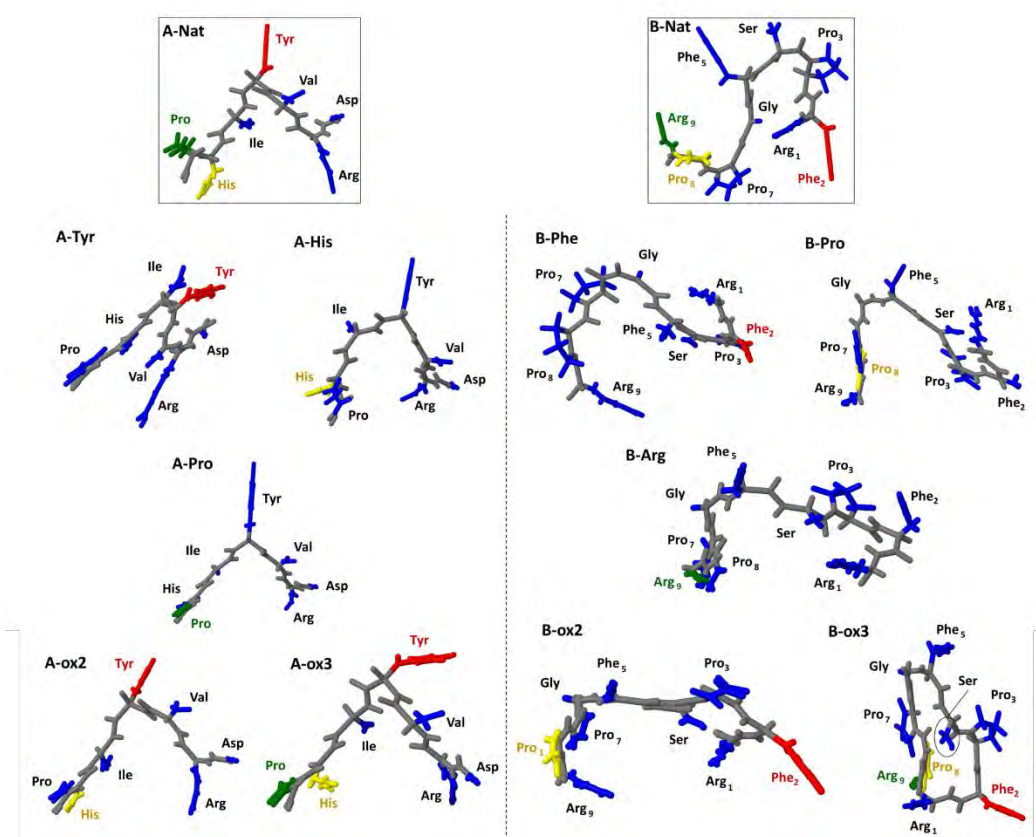 A-Nat
Tyr
Val
Asp
Pro
Ile
Arg
His
B-Nat
Ser
Pro3
Phe5
Gly
Arg9
Arg1
Pro8
Pro7
Phe2
A-Tyr
Ile
Tyr
His
Pro
Asp
Val
Arg
A-His
Tyr
Ile
Val
His
Asp
Arg
Pro
B-Phe
Gly
Pro7
Arg1
Phe5
Phe2
Ser
Pro3
Pro8
Arg9
B-Pro
Phe5
Gly
Arg1
Ser
Pro7
Pro8
Pro3
Arg9
Phe2
A-Pro
Tyr
Ile
Val
Asp
His
Arg
Pro
B-Arg
Phe5
Pro3
Gly
Phe2
Ser
Pro7
Pro8
Arg9
Arg1
A-ox2
Tyr
Val
Asp
Pro
Ile
His
Arg
A-ox3
Tyr
Val
Ile
Pro
Asp
His
Arg
B-ox2
Phe5
Pro3
Gly
Pro1
Pro7
Ser
Arg1
Phe2
Arg9
B-ox3
Phe5
Gly
Ser
Pro3
Pro7
Pro8
Arg9
Phe2
Arg1